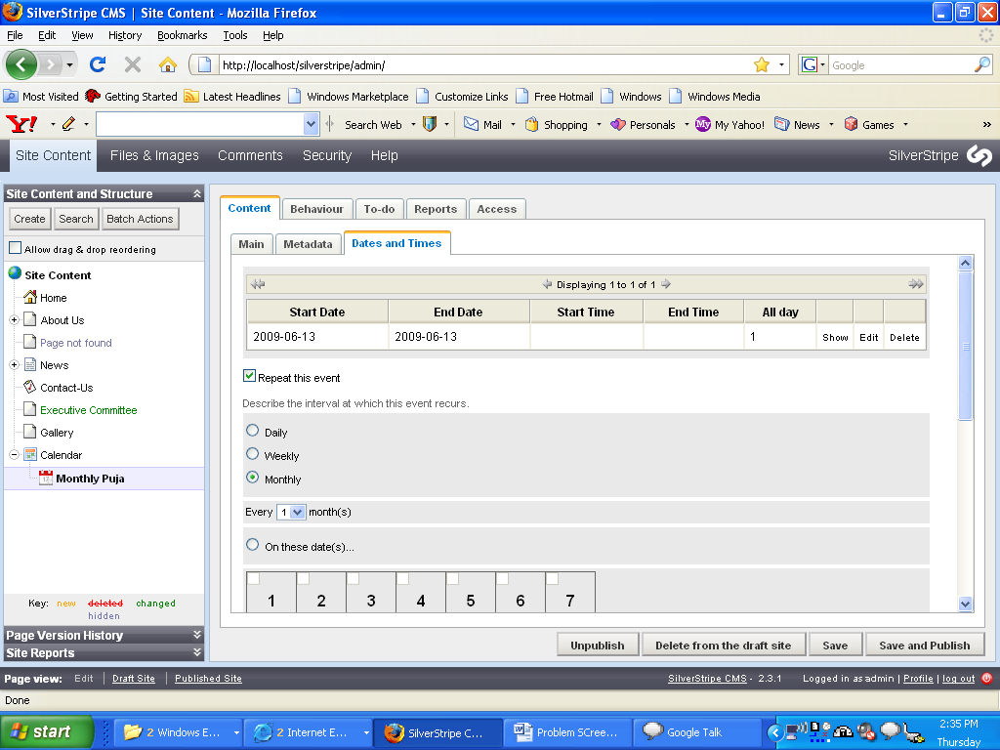 SilverStripe CMS | Site Content - Mozilla Firefox
File Edit View History Bookmarks Tools Help
http://localhost/silverstripe/admin/ G Google
Most Visited Getting Started Latest Headlines Windows Marketplace Customize Links Free Hotmail Windows Windows Media
Y! Search Web Mail Shopping Personals My Yahoo! News Games »
Site Content Files & Images Comments Security Help SilverStripe
Site Content and Structure
Create Search Batch Actions
Allow drag & drop reordering
Site Content
Home
About Us
Page not found
News
Contact-Us
Executive Committee
Gallery
Calendar
Monthly Puja
Key: new deleted changed
hidden
Page Version History
Site Reports
Content Behaviour To-do Reports Access
Main Metadata Dates and Times
Displaying 1 to 1 of 1
Start Date End Date Start Time End Time All day
2009-06-13 2009-06-13 1 Show Edit Delete
Repeat this event
Describe the interval at which this event recurs.
Daily
Weekly
Monthly
Every 1 month(s)
On these date(s)...
1 2 3 4 5 6 7
Unpublish Delete from the draft site Save Save and Publish
Page view: Edit Draft Site Published Site SilverStripe CMS - 2.3.1 Logged in as admin | Profile | log out
Done
start 2 Windows E... 2 Internet E... SilverStripe C... Problem SCree... Google Talk 2:35 PM
Thursday